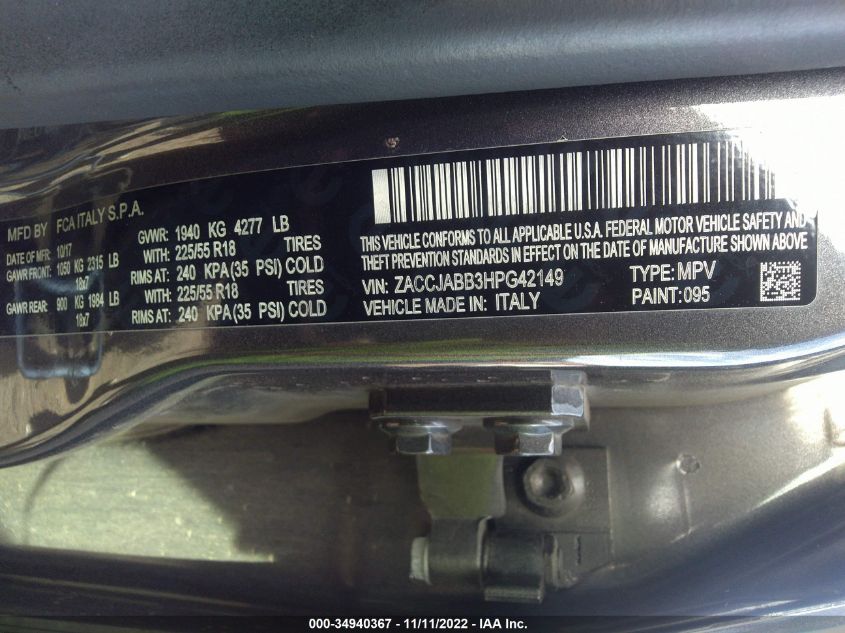 MFD BY FCA ITALY S.P.A.
DATE OF MFR: 10/17
GAWR FRONT: 1050 KG 2315 LB
18x7
GAWR REAR: 900 KG 1984 LB
18x7
GVWR: 1940 KG 4277 LB
WITH: 225/55 R18 TIRES
RIMS AT: 240 KPA(35 PSI) COLD
WITH: 225/55 R18 TIRES
RIMS AT: 240 KPA(35 PSI) COLD
THIS VEHICLE CONFORMS TO ALL APPLICABLE U.S.A. FEDERAL MOTOR VEHICLE SAFETY AND
THEFT PREVENTION STANDARDS IN EFFECT ON THE DATE OF MANUFACTURE SHOWN ABOVE
VIN: ZACCJABB3HPG42149 TYPE: MPV
VEHICLE MADE IN: ITALY PAINT: 095
000-34940367 - 11/11/2022 - IAA Inc.